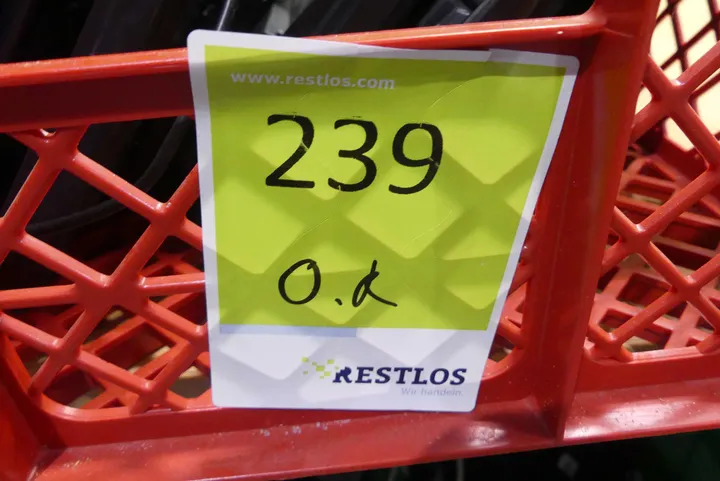 www.restlos.com
239
O.K
RESTLOS
Wir handeln.